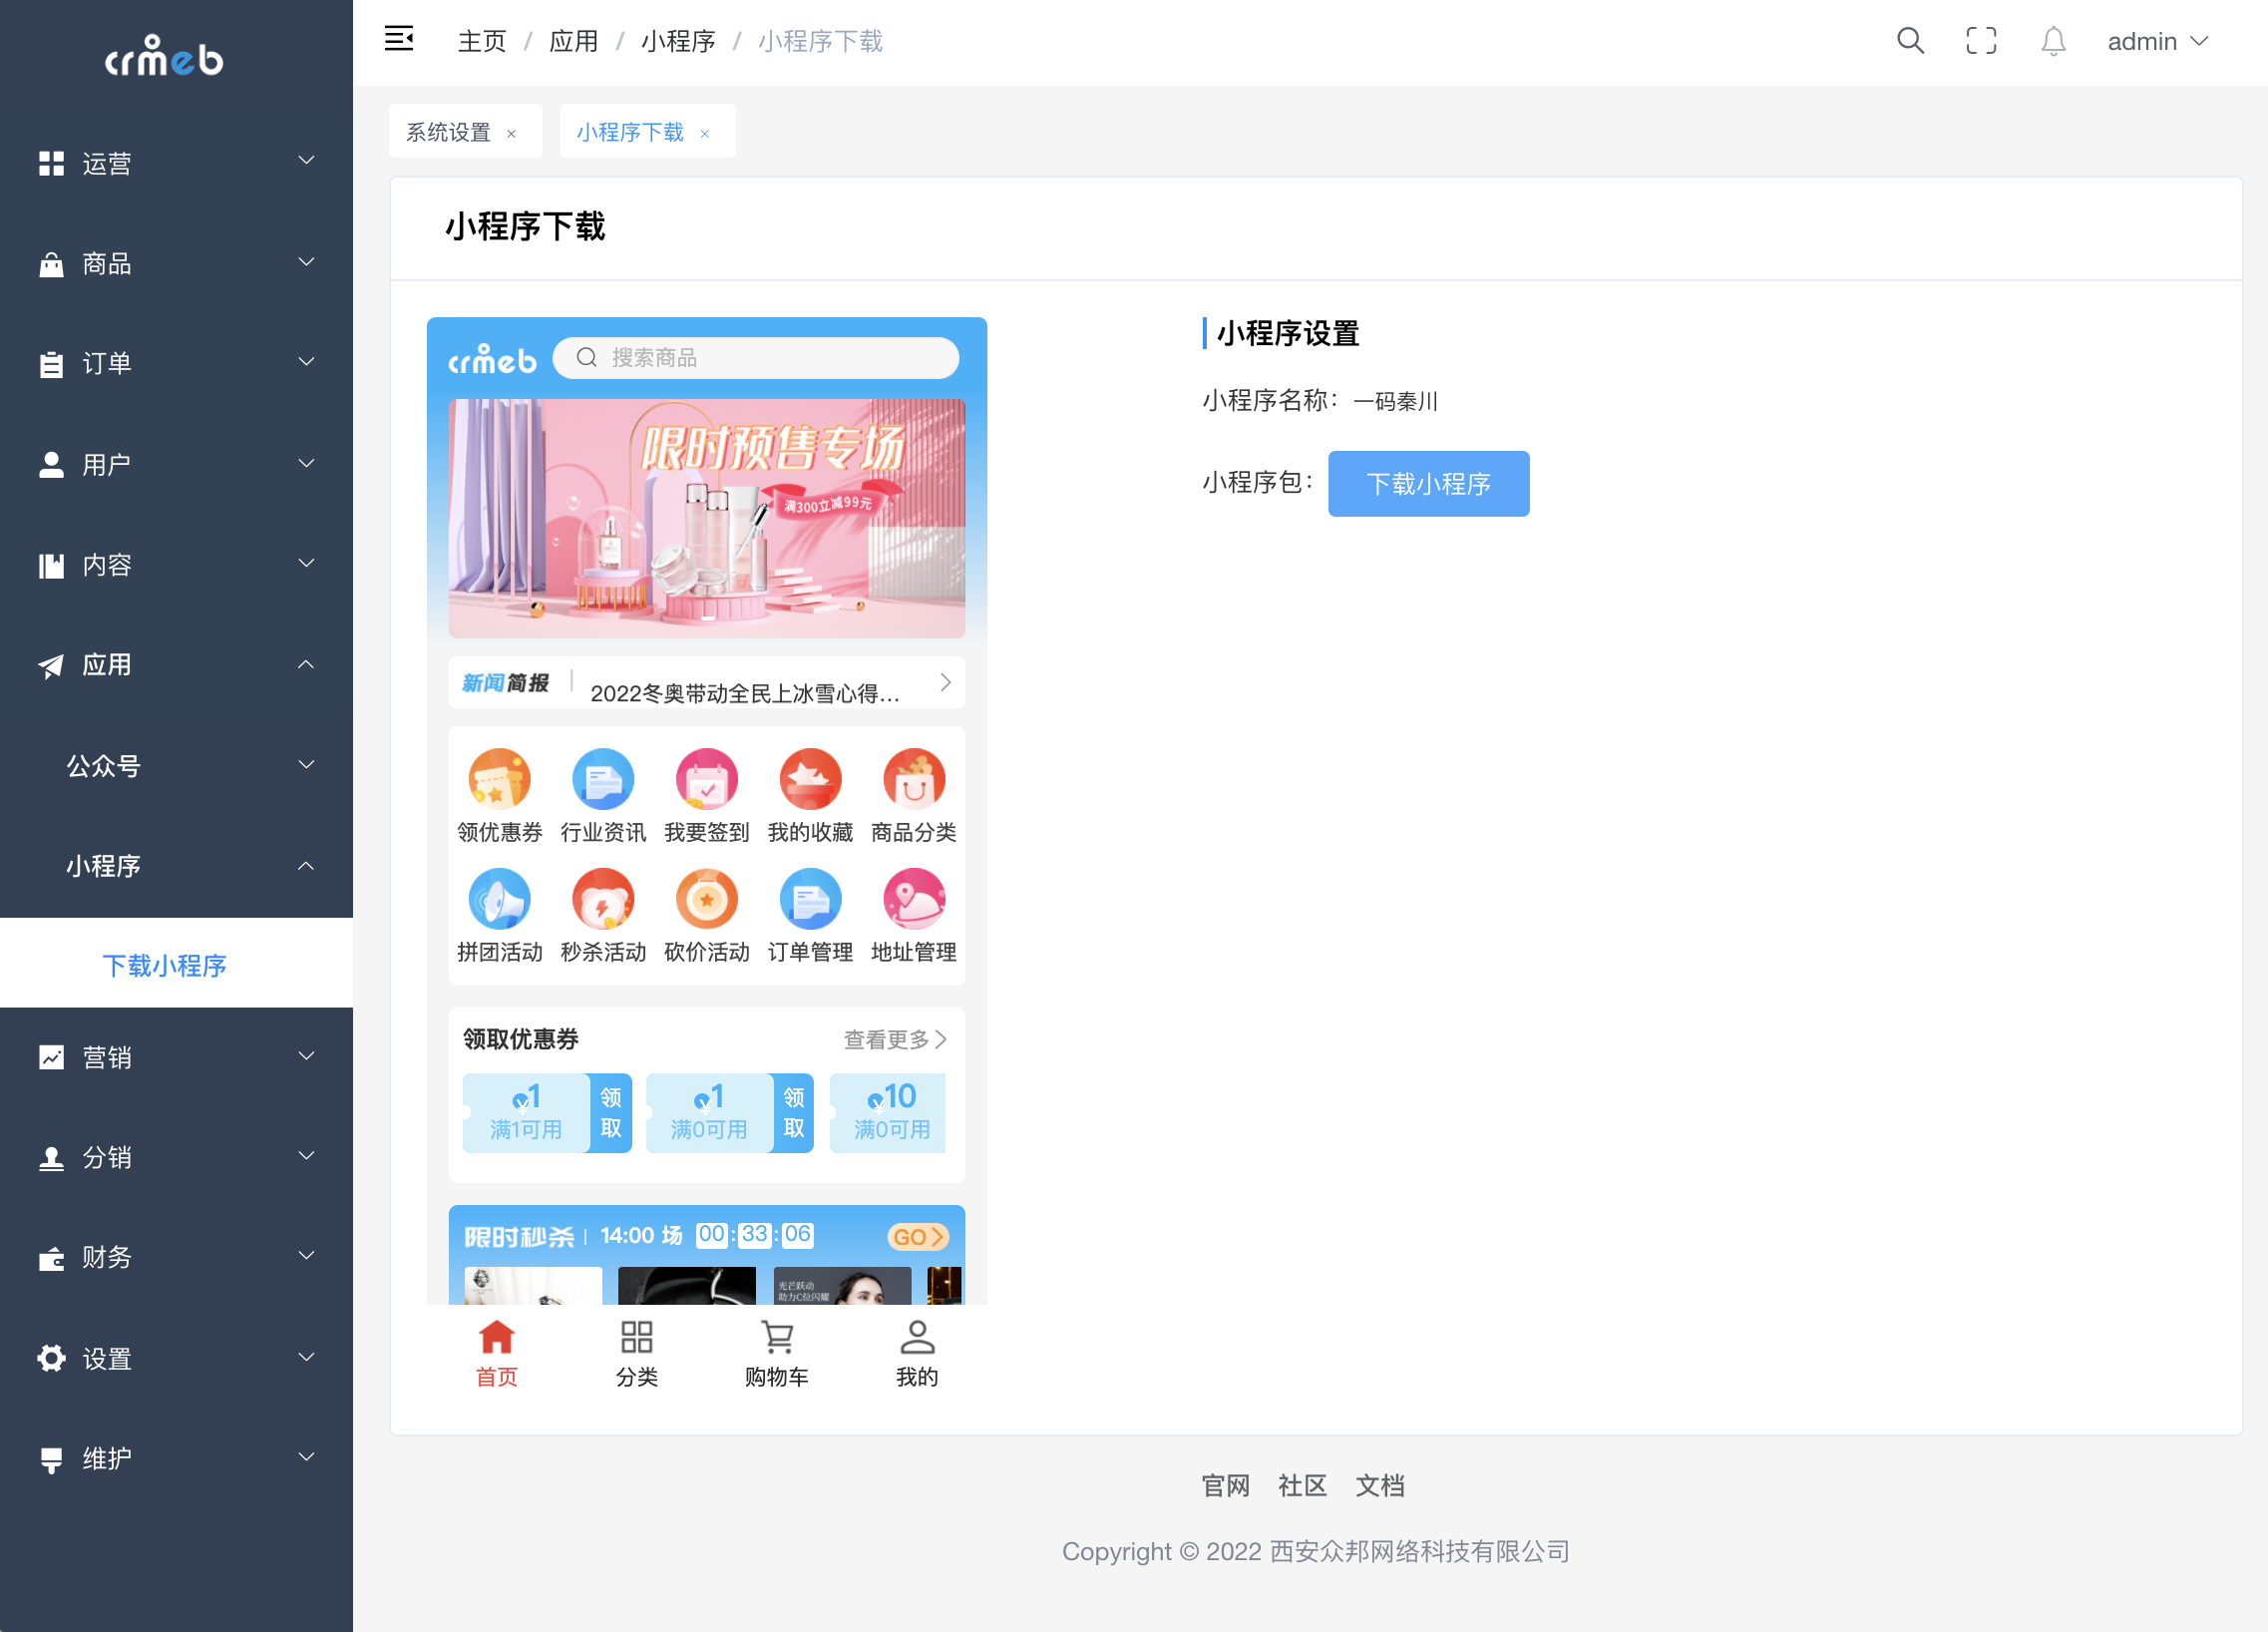 crmeb
运营
商品
订单
用户
内容
应用
公众号
小程序
下载小程序
营销
分销
财务
设置
维护
主页 / 应用 / 小程序 / 小程序下载
admin
系统设置 ×
小程序下载 ×
小程序下载
crmeb 搜索商品
限时预售专场
满300立减99元
新闻简报 2022冬奥带动全民上冰雪心得...
领优惠券 行业资讯 我要签到 我的收藏 商品分类
拼团活动 秒杀活动 砍价活动 订单管理 地址管理
领取优惠券 查看更多
¥1 领取 ¥1 领取 ¥10
满1可用 满0可用 满0可用
限时秒杀 14:00 场 00:33:06 GO
光芒跃动
助力C位闪耀
首页 分类 购物车 我的
小程序设置
小程序名称：一码秦川
小程序包： 下载小程序
官网 社区 文档
Copyright © 2022 西安众邦网络科技有限公司